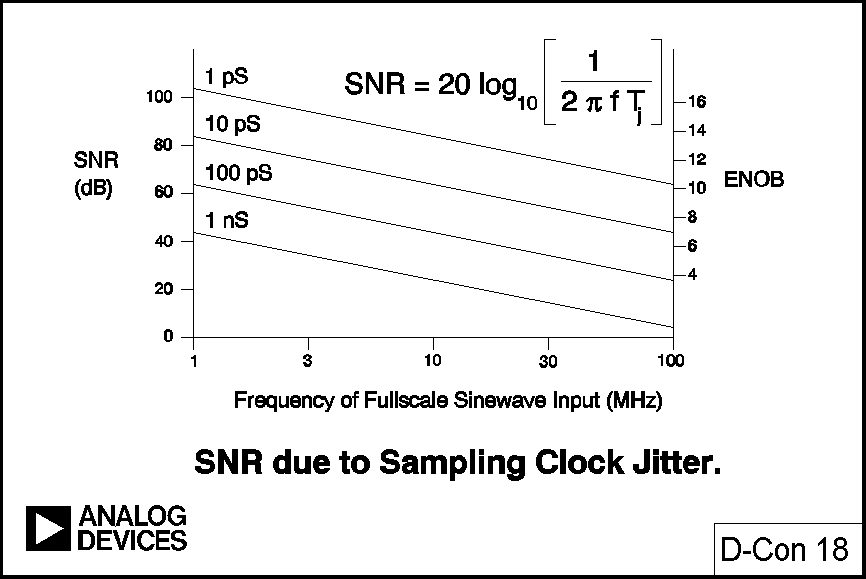 1 pS
10 pS
100 pS
1 nS
SNR = 20 log10 [ 1 / 2 π f Tj ]
SNR
(dB)
100
80
60
40
20
0
16
14
12
10
8
6
4
ENOB
1 3 10 30 100
Frequency of Fullscale Sinewave Input (MHz)
SNR due to Sampling Clock Jitter.
ANALOG
DEVICES
D-Con 18